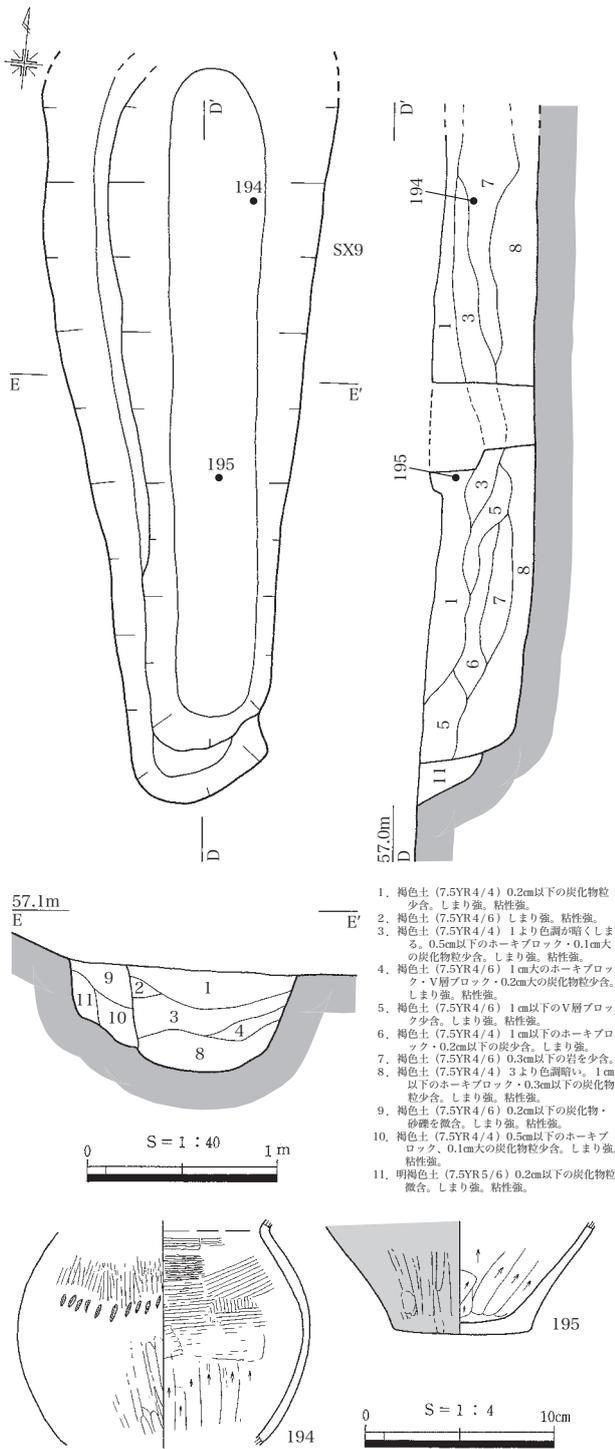 D'
D'
194
194
7
SX9
8
1
3
E
E'
195
195
3
5
8
1
7
6
5
11
D
57.0m
D
57.1m
E
E'
9
2
1
11
10
3
4
8
S=1:40
0
1m
1．褐色土（7.5YR4/4）0.2㎝以下の炭化物粒
少含。しまり強。粘性強。
2．褐色土（7.5YR4/6）しまり強。粘性強。
3．褐色土（7.5YR4/4）1より色調が暗くしま
る。0.5㎝以下のホーキブロック・0.1㎝大
の炭化物粒少含。しまり強。粘性強。
4．褐色土（7.5YR4/6）1㎝大のホーキブロッ
ク・Ⅴ層ブロック・0.2㎝大の炭化物粒少含。
しまり強。粘性強。
5．褐色土（7.5YR4/6）1㎝以下のⅤ層ブロッ
ク少含。しまり強。粘性強。
6．褐色土（7.5YR4/4）1㎝以下のホーキブロ
ック・0.2㎝以下の炭少含。しまり強。
7．褐色土（7.5YR4/6）0.3㎝以下の岩を少含。
8．褐色土（7.5YR4/4）3より色調暗い。1㎝
以下のホーキブロック・0.3㎝以下の炭化物
粒少含。しまり強。粘性強。
9．褐色土（7.5YR4/6）0.2㎝以下の炭化物・
砂礫を微含。しまり強。粘性強。
10．褐色土（7.5YR4/4）0.5㎝以下のホーキブ
ロック、0.1㎝大の炭化物粒少含。しまり強。
粘性強。
11．明褐色土（7.5YR5/6）0.2㎝以下の炭化物粒
微含。しまり強。粘性強。
194
195
S=1:4
0
10cm